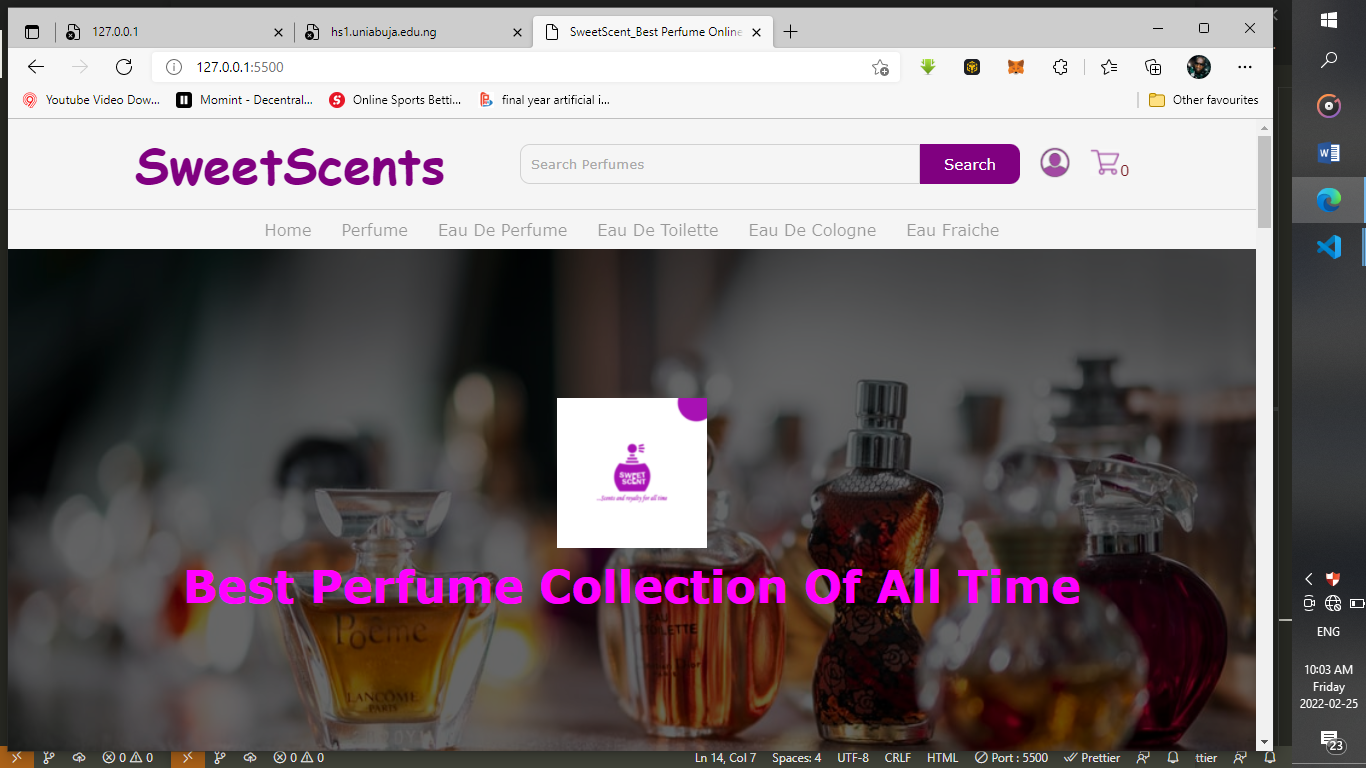 127.0.0.1
hs1.uniabuja.edu.ng
SweetScent_Best Perfume Online
127.0.0.1:5500
Youtube Video Dow...
Momint - Decentral...
Online Sports Betti...
final year artificial i...
Other favourites
SweetScents
Search Perfumes
Search
0
Home
Perfume
Eau De Perfume
Eau De Toilette
Eau De Cologne
Eau Fraiche
SWEET
SCENT
...Scents and royalty for all time
Best Perfume Collection Of All Time
Poême
LANCÔME
PARIS
EAU
TOILETTE
ENG
10:03 AM
Friday
2022-02-25
23
0
0
0
0
Ln 14, Col 7
Spaces: 4
UTF-8
CRLF
HTML
Port : 5500
Prettier
ttier